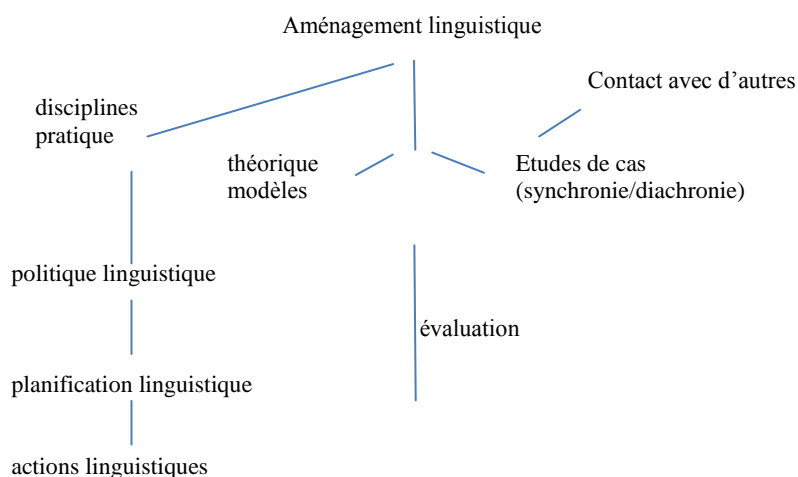 Aménagement linguistique
Contact avec d’autres
disciplines
pratique
théorique
modèles
Etudes de cas
(synchronie/diachronie)
politique linguistique
évaluation
planification linguistique
actions linguistiques